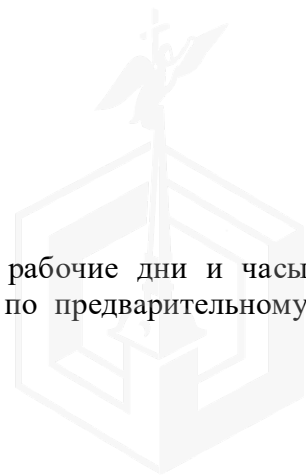 рабочие дни и часы
по предварительному